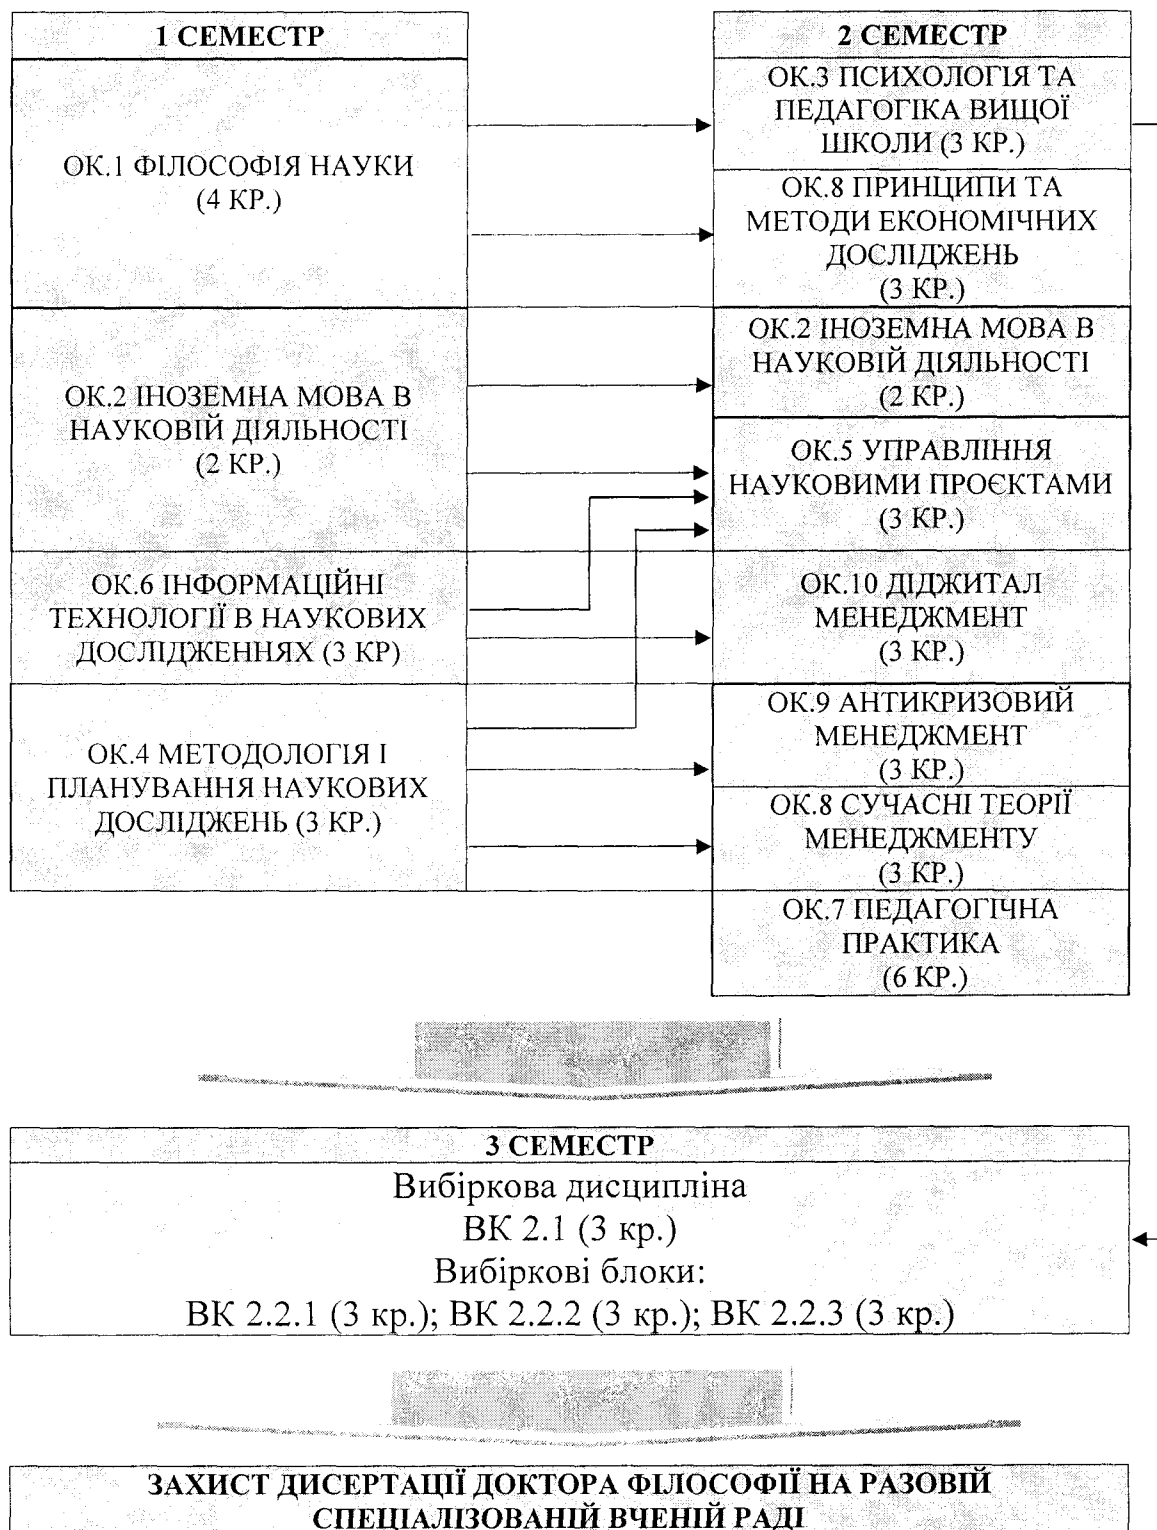 1 СЕМЕСТР
ОК.1 ФІЛОСОФІЯ НАУКИ
(4 КР.)
ОК.2 ІНОЗЕМНА МОВА В
НАУКОВІЙ ДІЯЛЬНОСТІ
(2 КР.)
ОК.6 ІНФОРМАЦІЙНІ
ТЕХНОЛОГІЇ В НАУКОВИХ
ДОСЛІДЖЕННЯХ (3 КР)
ОК.4 МЕТОДОЛОГІЯ І
ПЛАНУВАННЯ НАУКОВИХ
ДОСЛІДЖЕНЬ (3 КР.)
2 СЕМЕСТР
ОК.3 ПСИХОЛОГІЯ ТА
ПЕДАГОГІКА ВИЩОЇ
ШКОЛИ (3 КР.)
ОК.8 ПРИНЦИПИ ТА
МЕТОДИ ЕКОНОМІЧНИХ
ДОСЛІДЖЕНЬ
(3 КР.)
ОК.2 ІНОЗЕМНА МОВА В
НАУКОВІЙ ДІЯЛЬНОСТІ
(2 КР.)
ОК.5 УПРАВЛІННЯ
НАУКОВИМИ ПРОЄКТАМИ
(3 КР.)
ОК.10 ДІДЖИТАЛ
МЕНЕДЖМЕНТ
(3 КР.)
ОК.9 АНТИКРИЗОВИЙ
МЕНЕДЖМЕНТ
(3 КР.)
ОК.8 СУЧАСНІ ТЕОРІЇ
МЕНЕДЖМЕНТУ
(3 КР.)
ОК.7 ПЕДАГОГІЧНА
ПРАКТИКА
(6 КР.)
3 СЕМЕСТР
Вибіркова дисципліна
ВК 2.1 (3 кр.)
Вибіркові блоки:
ВК 2.2.1 (3 кр.); ВК 2.2.2 (3 кр.); ВК 2.2.3 (3 кр.)
ЗАХИСТ ДИСЕРТАЦІЇ ДОКТОРА ФІЛОСОФІЇ НА РАЗОВІЙ
СПЕЦІАЛІЗОВАНІЙ ВЧЕНІЙ РАДІ